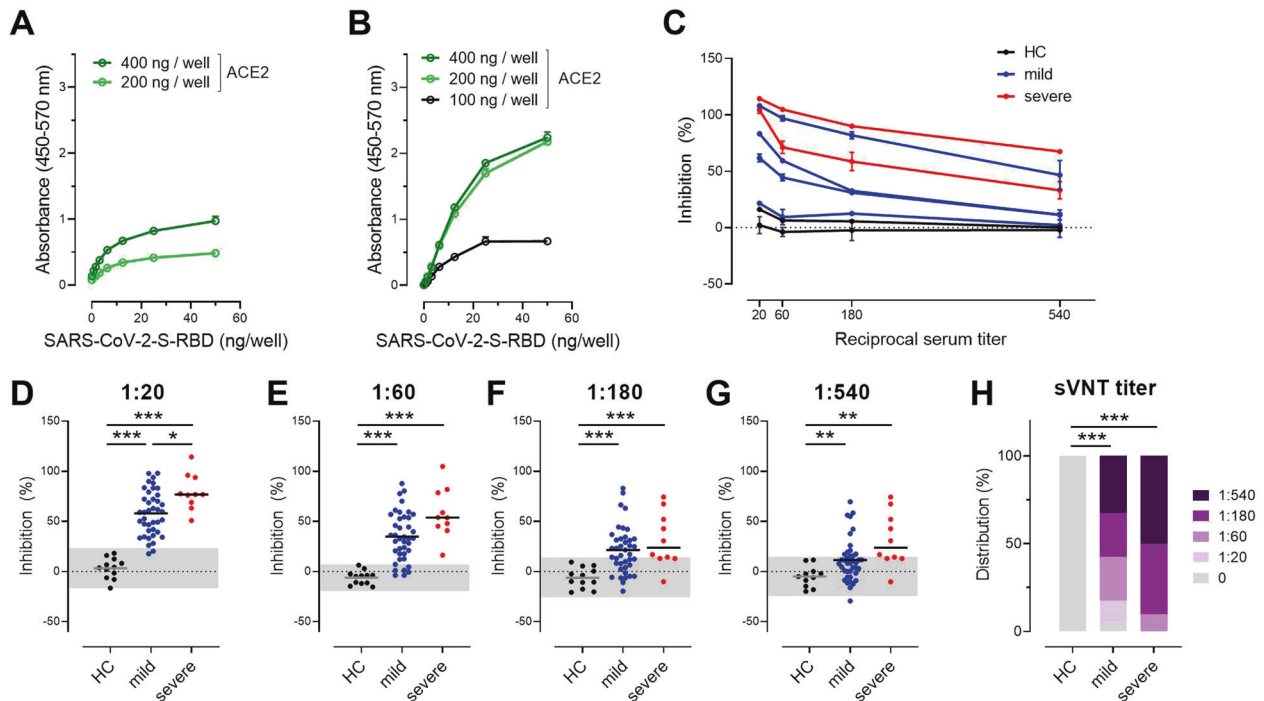 A
400 ng / well
200 ng / well
ACE2
Absorbance (450-570 nm)
3
2
1
0
0 20 40 60
SARS-CoV-2-S-RBD (ng/well)
B
400 ng / well
200 ng / well
100 ng / well
ACE2
Absorbance (450-570 nm)
3
2
1
0
0 20 40 60
SARS-CoV-2-S-RBD (ng/well)
C
HC
mild
severe
Inhibition (%)
150
100
50
0
-50
20 60 180 540
Reciprocal serum titer
D
1:20
***
*** *
Inhibition (%)
150
100
50
0
-50
HC mild severe
E
1:60
***
***
Inhibition (%)
150
100
50
0
-50
HC mild severe
F
1:180
***
***
Inhibition (%)
150
100
50
0
-50
HC mild severe
G
1:540
**
**
Inhibition (%)
150
100
50
0
-50
HC mild severe
H
sVNT titer
***
***
Distribution (%)
100
50
0
HC mild severe
1:540
1:180
1:60
1:20
0